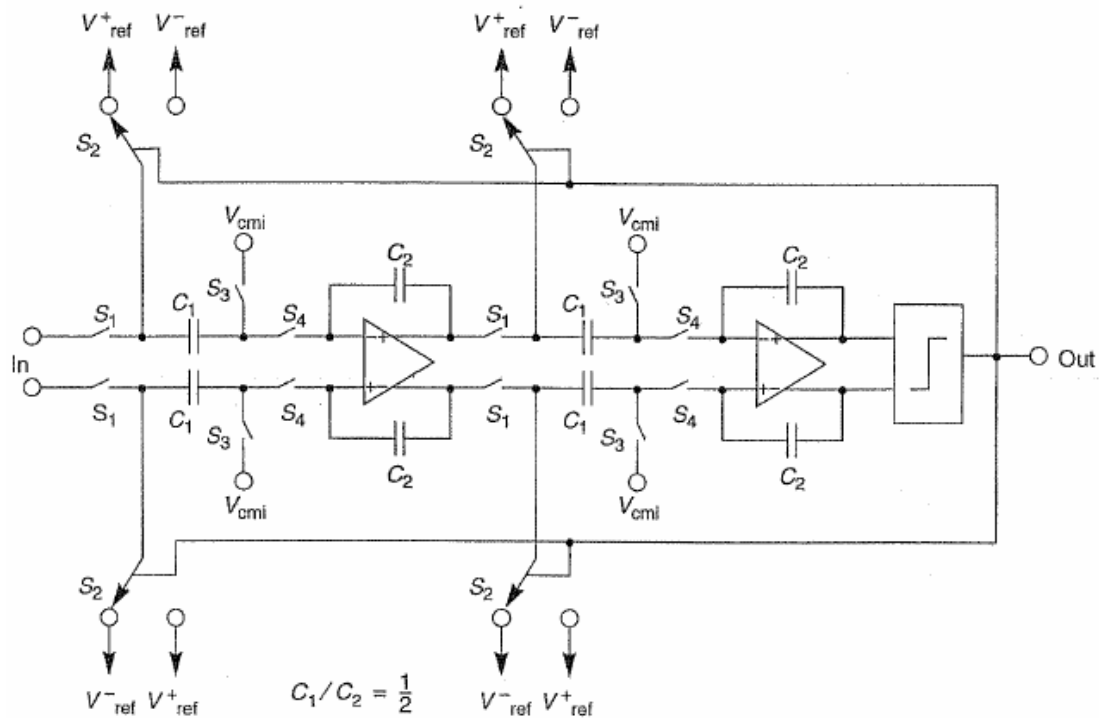 V⁺ref V⁻ref V⁺ref V⁻ref
S₂ S₂
Vcmi Vcmi
C₂ C₂
S₁ C₁ S₃ S₄ S₁ C₁ S₃ S₄
− + − +
In Out
+ − + −
S₁ C₁ S₃ S₄ S₁ C₁ S₃ S₄
C₂ C₂
Vcmi Vcmi
S₂ S₂
V⁻ref V⁺ref C₁/C₂ = 1/2 V⁻ref V⁺ref